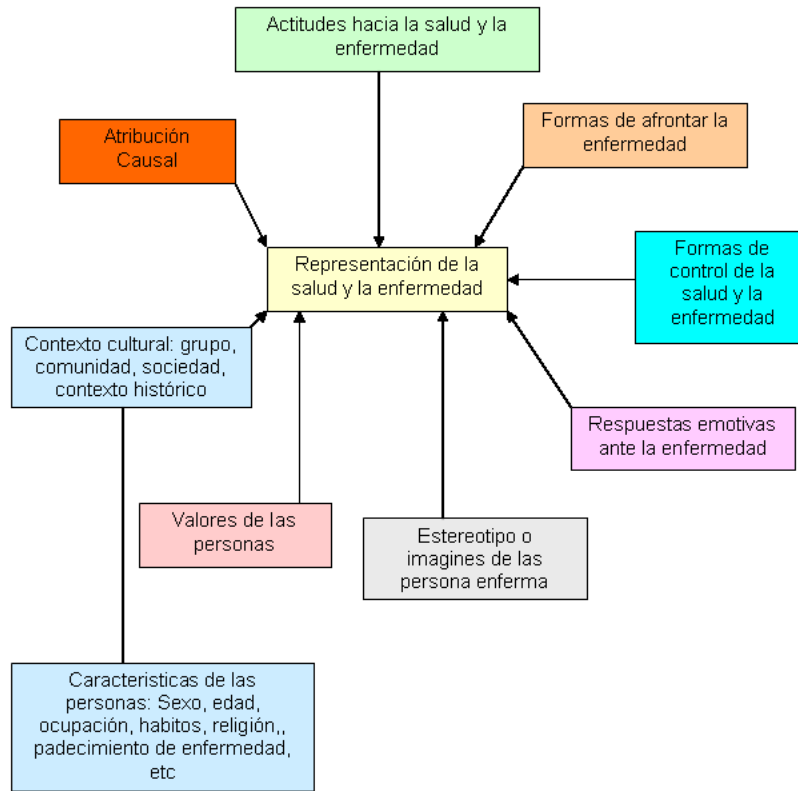 Actitudes hacia la salud y la
enfermedad
Atribución
Causal
Formas de afrontar la
enfermedad
Representación de la
salud y la enfermedad
Formas de
control de la
salud y la
enfermedad
Contexto cultural: grupo,
comunidad, sociedad,
contexto histórico
Respuestas emotivas
ante la enfermedad
Valores de las
personas
Estereotipo o
imagines de las
persona enferma
Caracteristicas de las
personas: Sexo, edad,
ocupación, habitos, religión,,
padecimiento de enfermedad,
etc